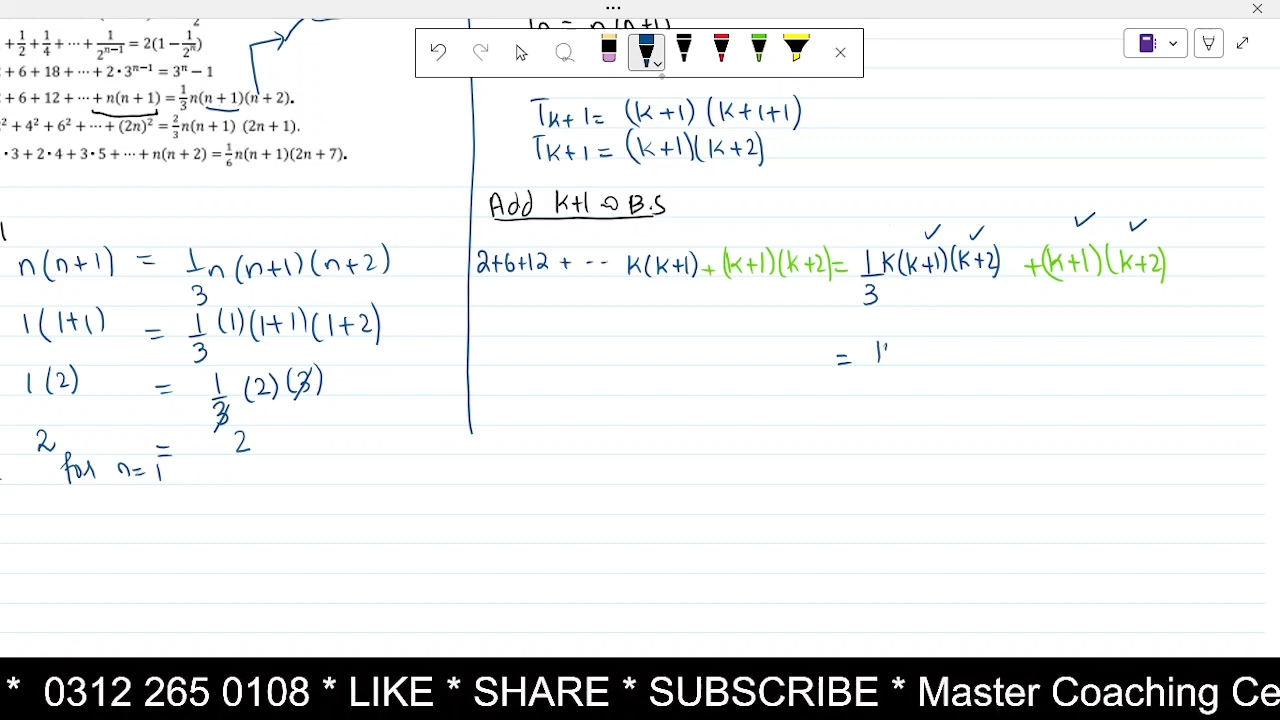 + 1/2 + 1/4 + ⋯ + 1/2ⁿ⁻¹ = 2(1 − 1/2ⁿ)
+ 6 + 18 + ⋯ + 2 • 3ⁿ⁻¹ = 3ⁿ − 1
+ 6 + 12 + ⋯ + n(n + 1) = 1/3 n(n + 1)(n + 2).
² + 4² + 6² + ⋯ + (2n)² = 2/3 n(n + 1) (2n + 1).
• 3 + 2 • 4 + 3 • 5 + ⋯ + n(n + 2) = 1/6 n(n + 1)(2n + 7).
n(n+1) = 1/3 n(n+1)(n+2)
1(1+1) = 1/3 (1)(1+1)(1+2)
1(2) = 1/3 (2)(3)
2 = 2
for n=1
Tk+1 = (k+1)(k+1+1)
Tk+1 = (k+1)(k+2)
Add k+1 B.S
2+6+12 + -- k(k+1) + (k+1)(k+2) = 1/3 k(k+1)(k+2) + (k+1)(k+2)
=
* 0312 265 0108 * LIKE * SHARE * SUBSCRIBE * Master Coaching Ce